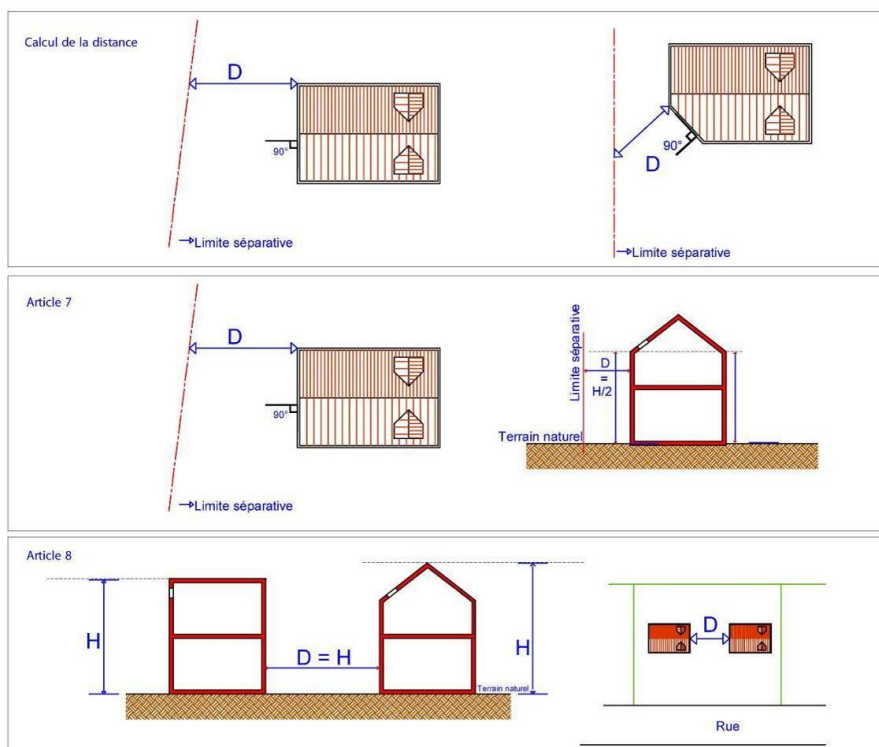 Calcul de la distance
D
90°
Limite séparative
D
90°
Limite séparative
Article 7
D
90°
Limite séparative
Limite séparative
D
=
H/2
Terrain naturel
Article 8
H
D = H
H
Terrain naturel
D
Rue